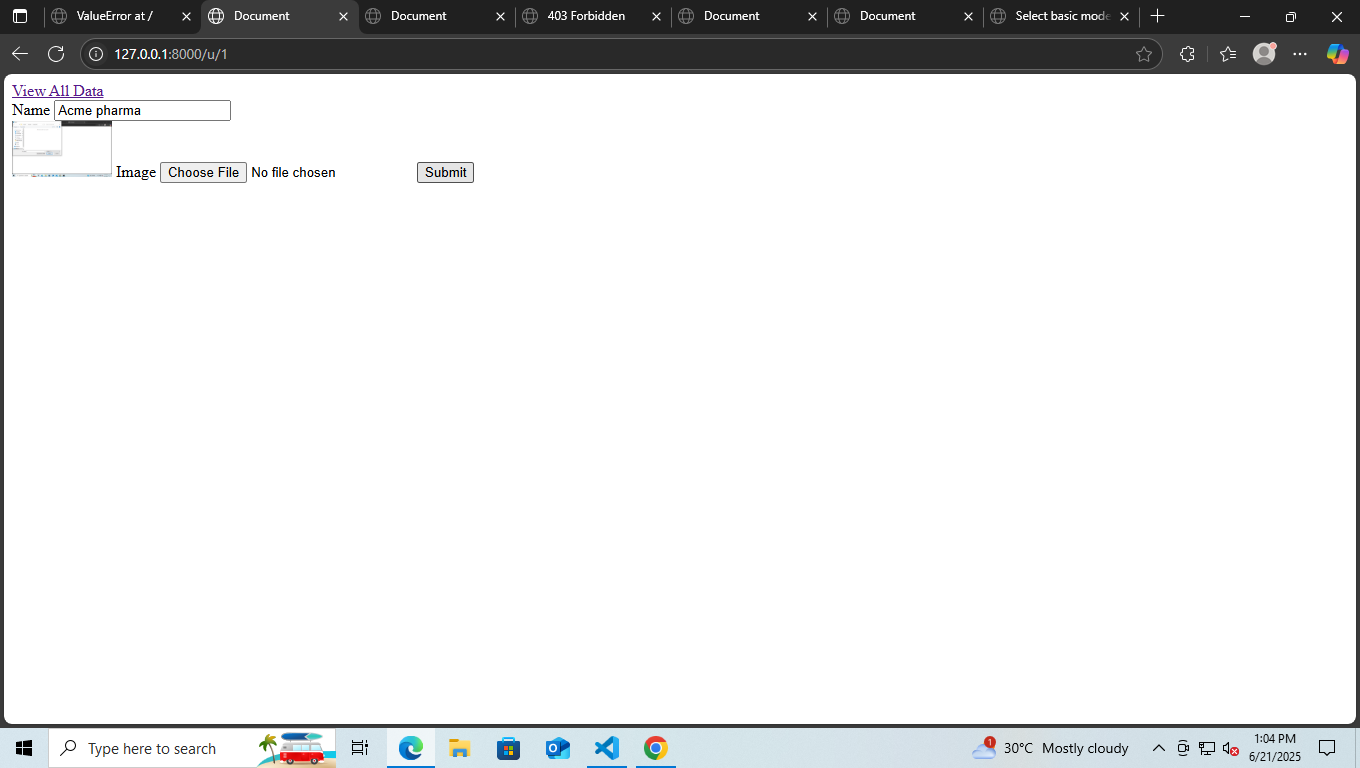 ValueError at /
Document
Document
403 Forbidden
Document
Document
Select basic mode
127.0.0.1:8000/u/1
View All Data
Name Acme pharma
Image Choose File No file chosen Submit
Type here to search
1
30°C Mostly cloudy
1:04 PM
6/21/2025